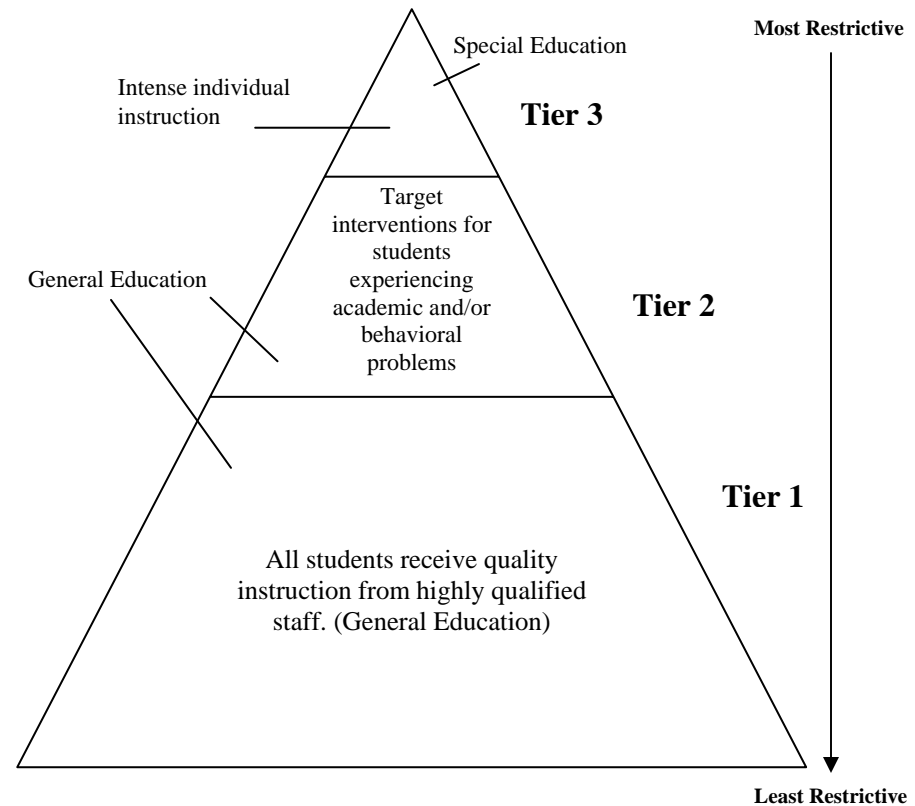 Most Restrictive
Special Education
Intense individual
instruction
Tier 3
Target
interventions for
students
experiencing
academic and/or
behavioral
problems
General Education
Tier 2
Tier 1
All students receive quality
instruction from highly qualified
staff. (General Education)
Least Restrictive